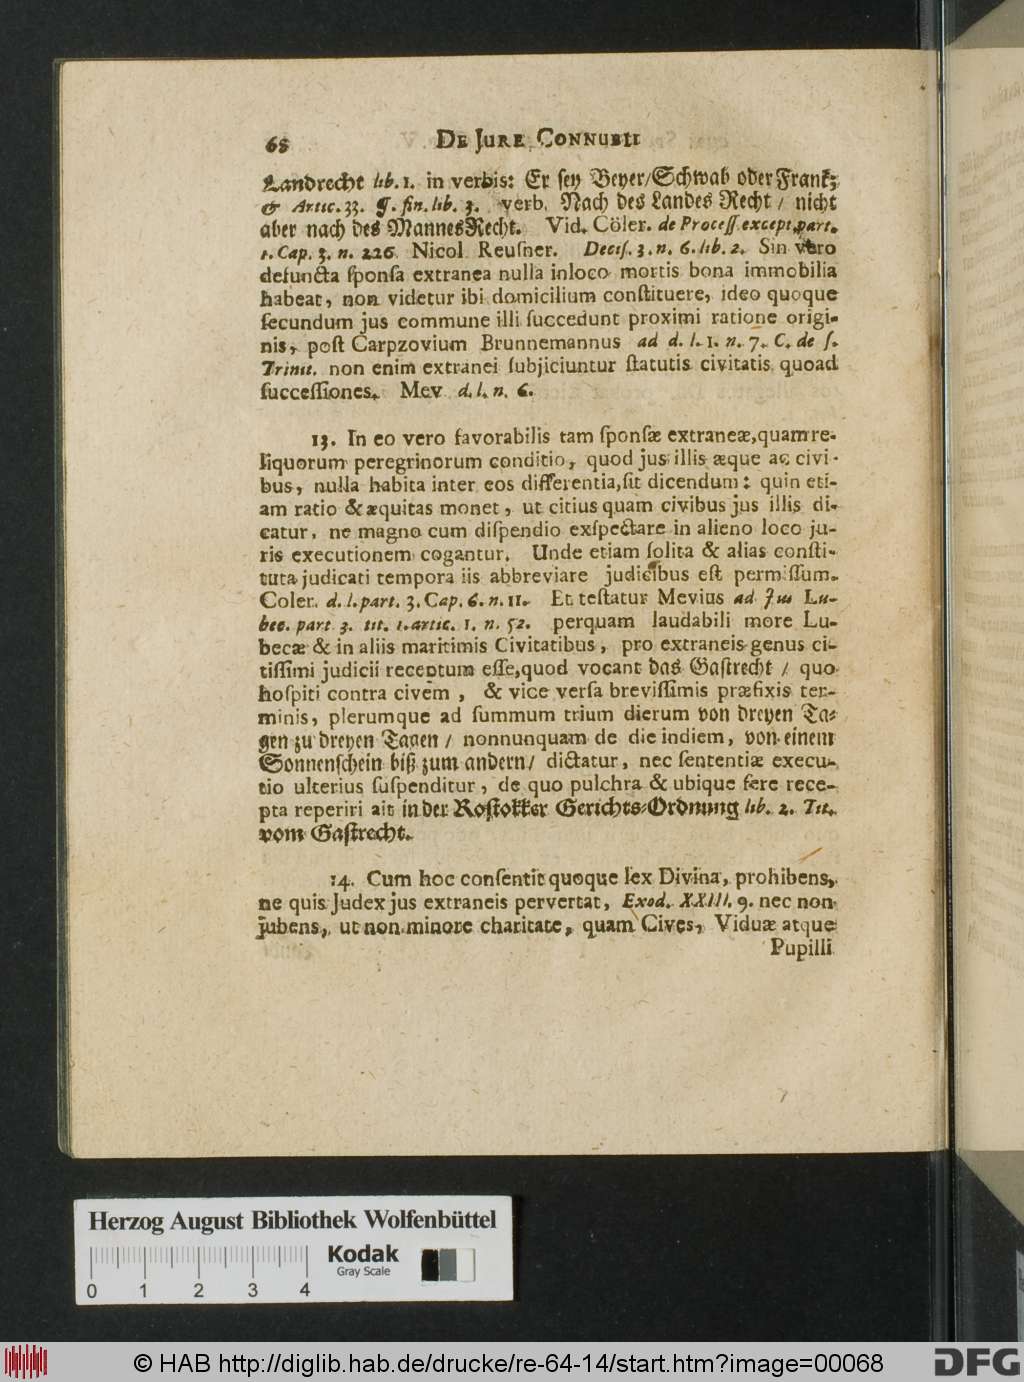 68 DE JURE CONNUBII
Landrecht lib. 1. in verbis: Er sey Beyer/Schwab oder Frank;
& Artic. 33. §. fin. lib. 3. verb. Nach des Landes Recht / nicht
aber nach des Mannes Recht. Vid. Cöler. de Process. except. part.
1. Cap. 3. n. 226 Nicol Reusner. Decis. 3. n. 6. lib. 2. Sin vero
defuncta sponsa extranea nulla in loco mortis bona immobilia
habeat, non videtur ibi domicilium constituere, ideo quoque
secundum jus commune illi succedunt proximi ratione origi-
nis, post Carpzovium Brunnemannus ad d. l. 1. n. 7. C. de s.
Trinit. non enim extranei subjiciuntur statutis civitatis quoad
successiones. Mev d. l. n. 6.
13. In eo vero favorabilis tam sponsæ extraneæ, quam re-
liquorum peregrinorum conditio, quod jus illis æque ac civi-
bus, nulla habita inter eos differentia, sit dicendum: quin eti-
am ratio & æquitas monet, ut citius quam civibus jus illis di-
catur, ne magno cum dispendio exspectare in alieno loco ju-
ris executionem cogantur. Unde etiam solita & alias consti-
tuta judicati tempora iis abbreviare judicibus est permissum.
Coler. d. l. part. 3. Cap. 6. n. 11. Et testatur Mevius ad Jus Lu-
bec. part 3. tit. 1. artic. 1. n. 52. perquam laudabili more Lu-
becæ & in aliis maritimis Civitatibus, pro extraneis genus ci-
tissimi judicii receptum esse, quod vocant das Gastrecht / quo
hospiti contra civem, & vice versa brevissimis præfixis ter-
minis, plerumque ad summum trium dierum von dreyen Ta-
gen zu dreyen Tagen / nonnunquam de die in diem, von einem
Sonnenschein biß zum andern / dictatur, nec sententiæ execu-
tio ulterius suspenditur, de quo pulchra & ubique fere rece-
pta reperiri ait in der Rostokker Gerichts-Ordnung lib. 2. Tit.
vom Gastrecht.
14. Cum hoc consentit quoque lex Divina, prohibens,
ne quis Judex jus extraneis pervertat, Exod. XXIII. 9. nec non
jubens, ut non minore charitate, quam Cives, Viduæ atque
Pupilli
Herzog August Bibliothek Wolfenbüttel
Kodak
Gray Scale
0 1 2 3 4
© HAB http://diglib.hab.de/drucke/re-64-14/start.htm?image=00068
DFG